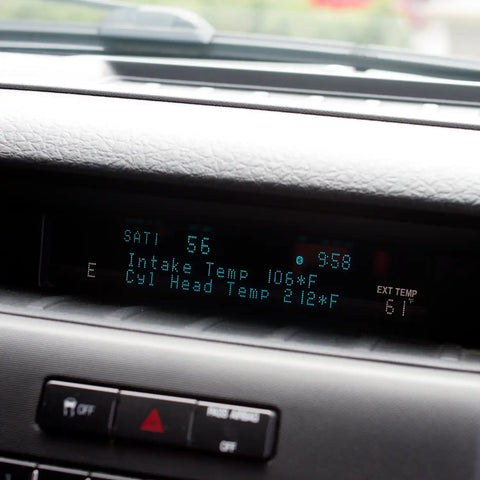 SAT1 56 9:58
Intake Temp 106*F
Cyl Head Temp 212*F
E
EXT TEMP
61°F
OFF
PASS AIRBAG
OFF